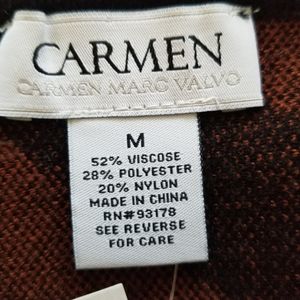 CARMEN
CARMEN MARC VALVO
M
52% VISCOSE
28% POLYESTER
20% NYLON
MADE IN CHINA
RN#93178
SEE REVERSE
FOR CARE